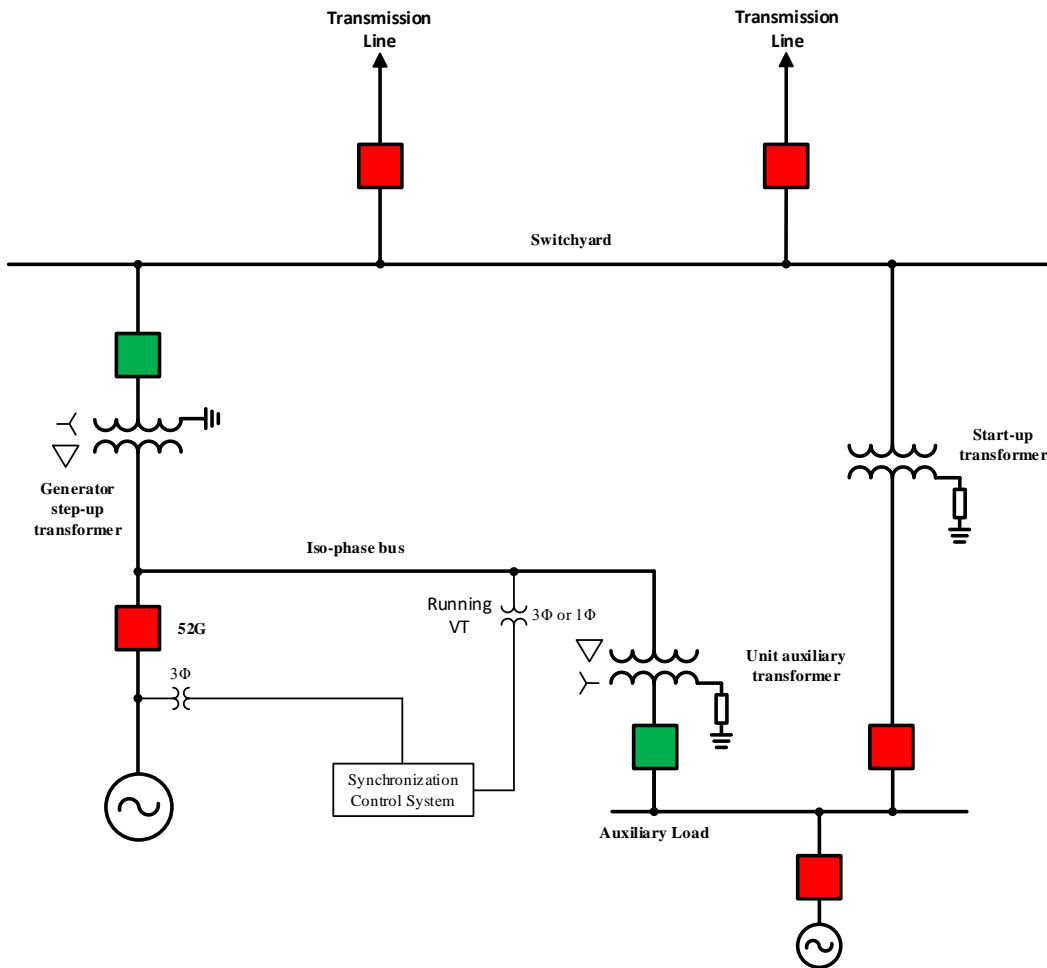 Transmission
Line
Transmission
Line
Switchyard
Generator
step-up
transformer
Start-up
transformer
Iso-phase bus
Running
VT
3Φ or 1Φ
52G
3Φ
Unit auxiliary
transformer
Synchronization
Control System
Auxiliary Load